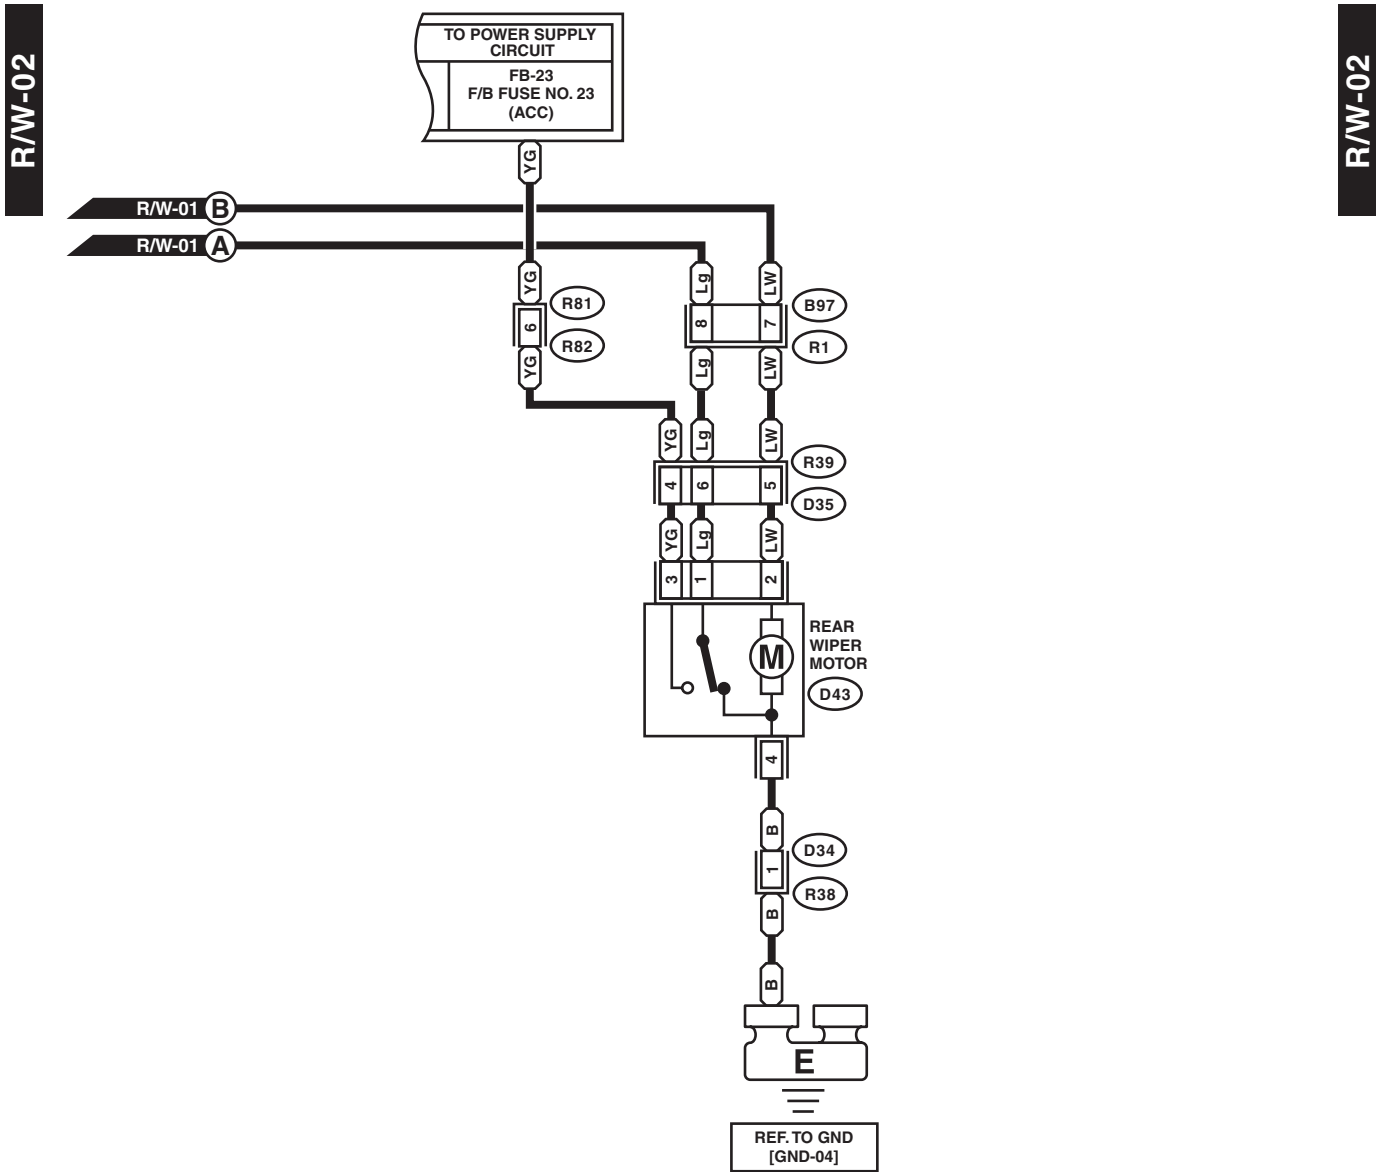 R/W-02
R/W-02
TO POWER SUPPLY
CIRCUIT
FB-23
F/B FUSE NO. 23
(ACC)
YG
R/W-01 B
R/W-01 A
YG
Lg
LW
R81
B97
6
8
7
R82
R1
YG
Lg
LW
YG
Lg
LW
R39
4
6
5
D35
YG
Lg
LW
3
1
2
REAR
WIPER
MOTOR
M
D43
4
B
D34
1
R38
B
B
E
REF. TO GND
[GND-04]